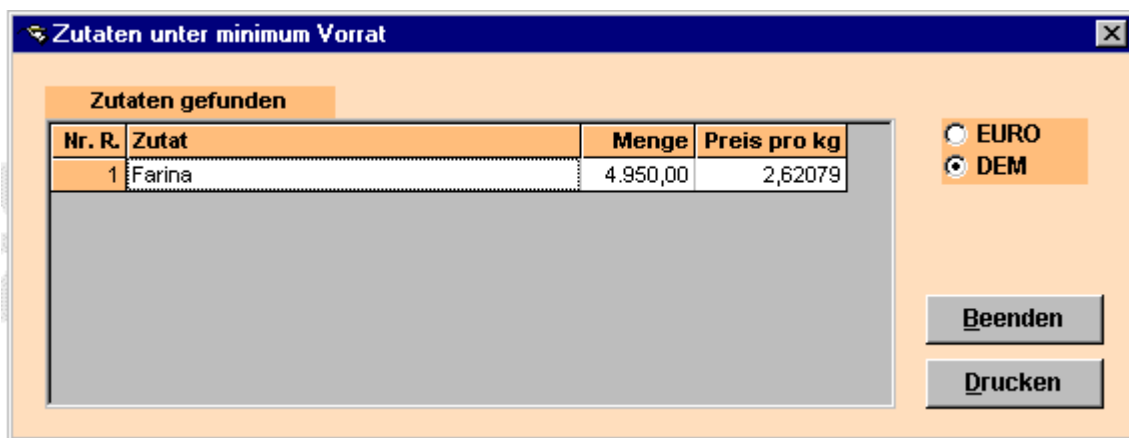 Zutaten unter minimum Vorrat
Zutaten gefunden
Nr. R. Zutat Menge Preis pro kg
1 Farina 4.950,00 2,62079
EURO
DEM
Beenden
Drucken